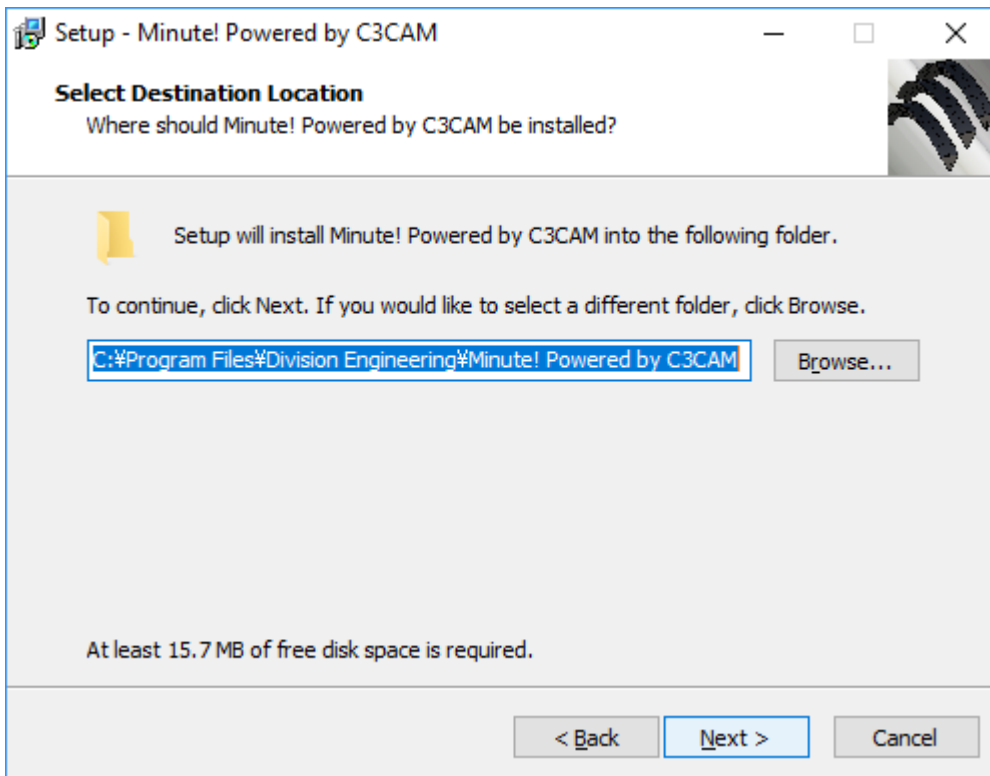 Setup - Minute! Powered by C3CAM
Select Destination Location
Where should Minute! Powered by C3CAM be installed?
Setup will install Minute! Powered by C3CAM into the following folder.
To continue, click Next. If you would like to select a different folder, click Browse.
C:¥Program Files¥Division Engineering¥Minute! Powered by C3CAM
Browse...
At least 15.7 MB of free disk space is required.
< Back
Next >
Cancel